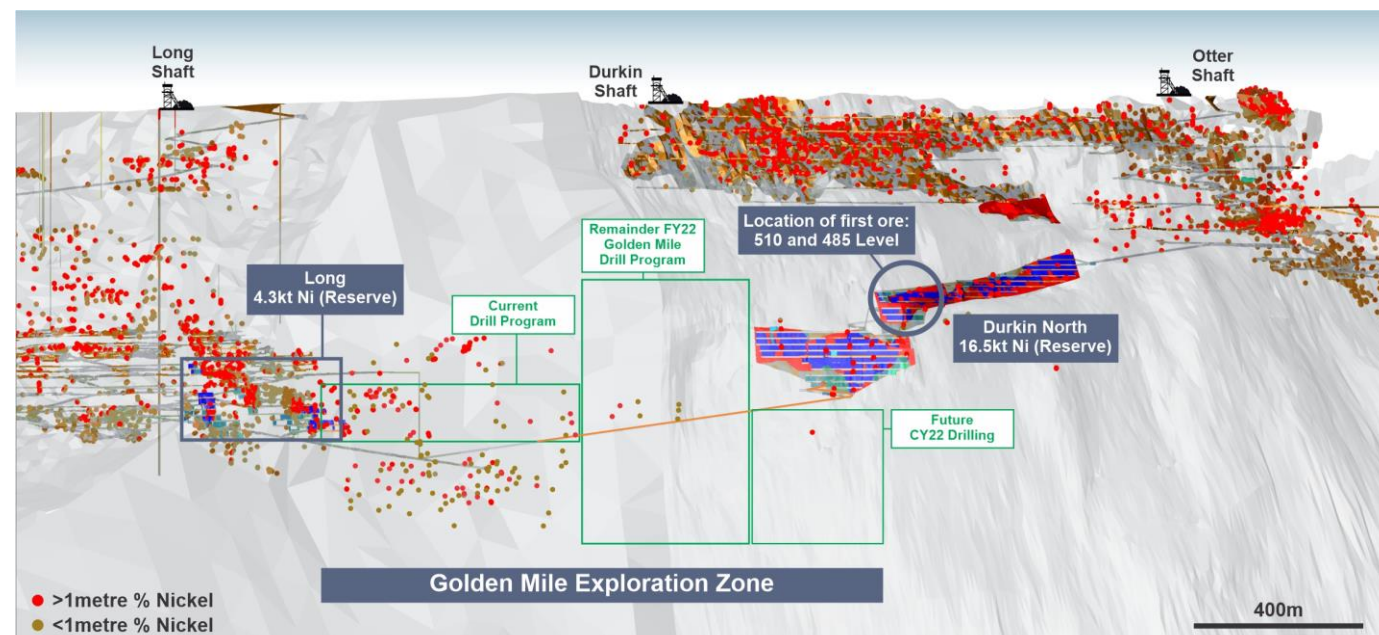 Long
Shaft
Durkin
Shaft
Otter
Shaft
Location of first ore:
510 and 485 Level
Remainder FY22
Golden Mile
Drill Program
Long
4.3kt Ni (Reserve)
Current
Drill Program
Durkin North
16.5kt Ni (Reserve)
Future
CY22 Drilling
Golden Mile Exploration Zone
>1metre % Nickel
<1metre % Nickel
400m